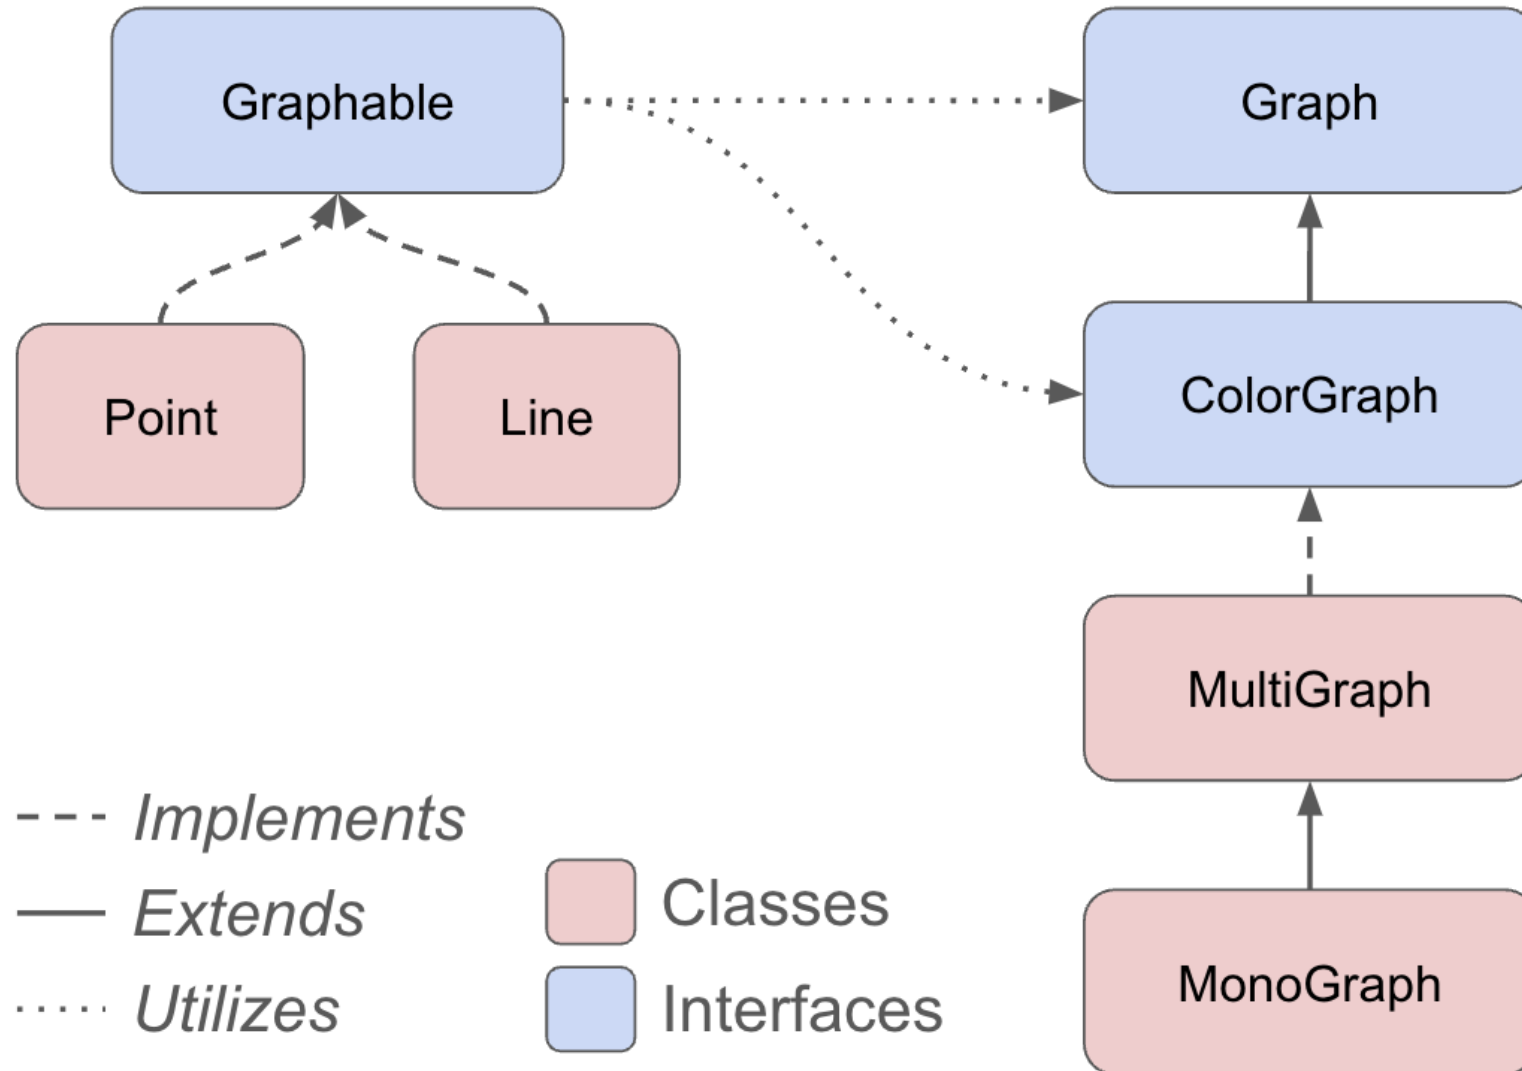 Graphable
Graph
Point
Line
ColorGraph
MultiGraph
MonoGraph
Implements
Extends
Utilizes
Classes
Interfaces